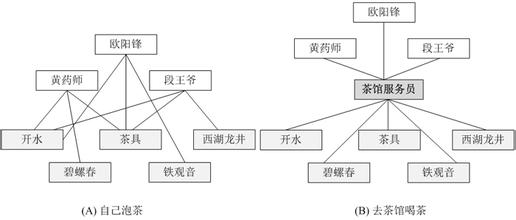 欧阳锋
黄药师
段王爷
开水
茶具
西湖龙井
碧螺春
铁观音
(A) 自己泡茶
欧阳锋
黄药师
段王爷
茶馆服务员
开水
茶具
西湖龙井
碧螺春
铁观音
(B) 去茶馆喝茶